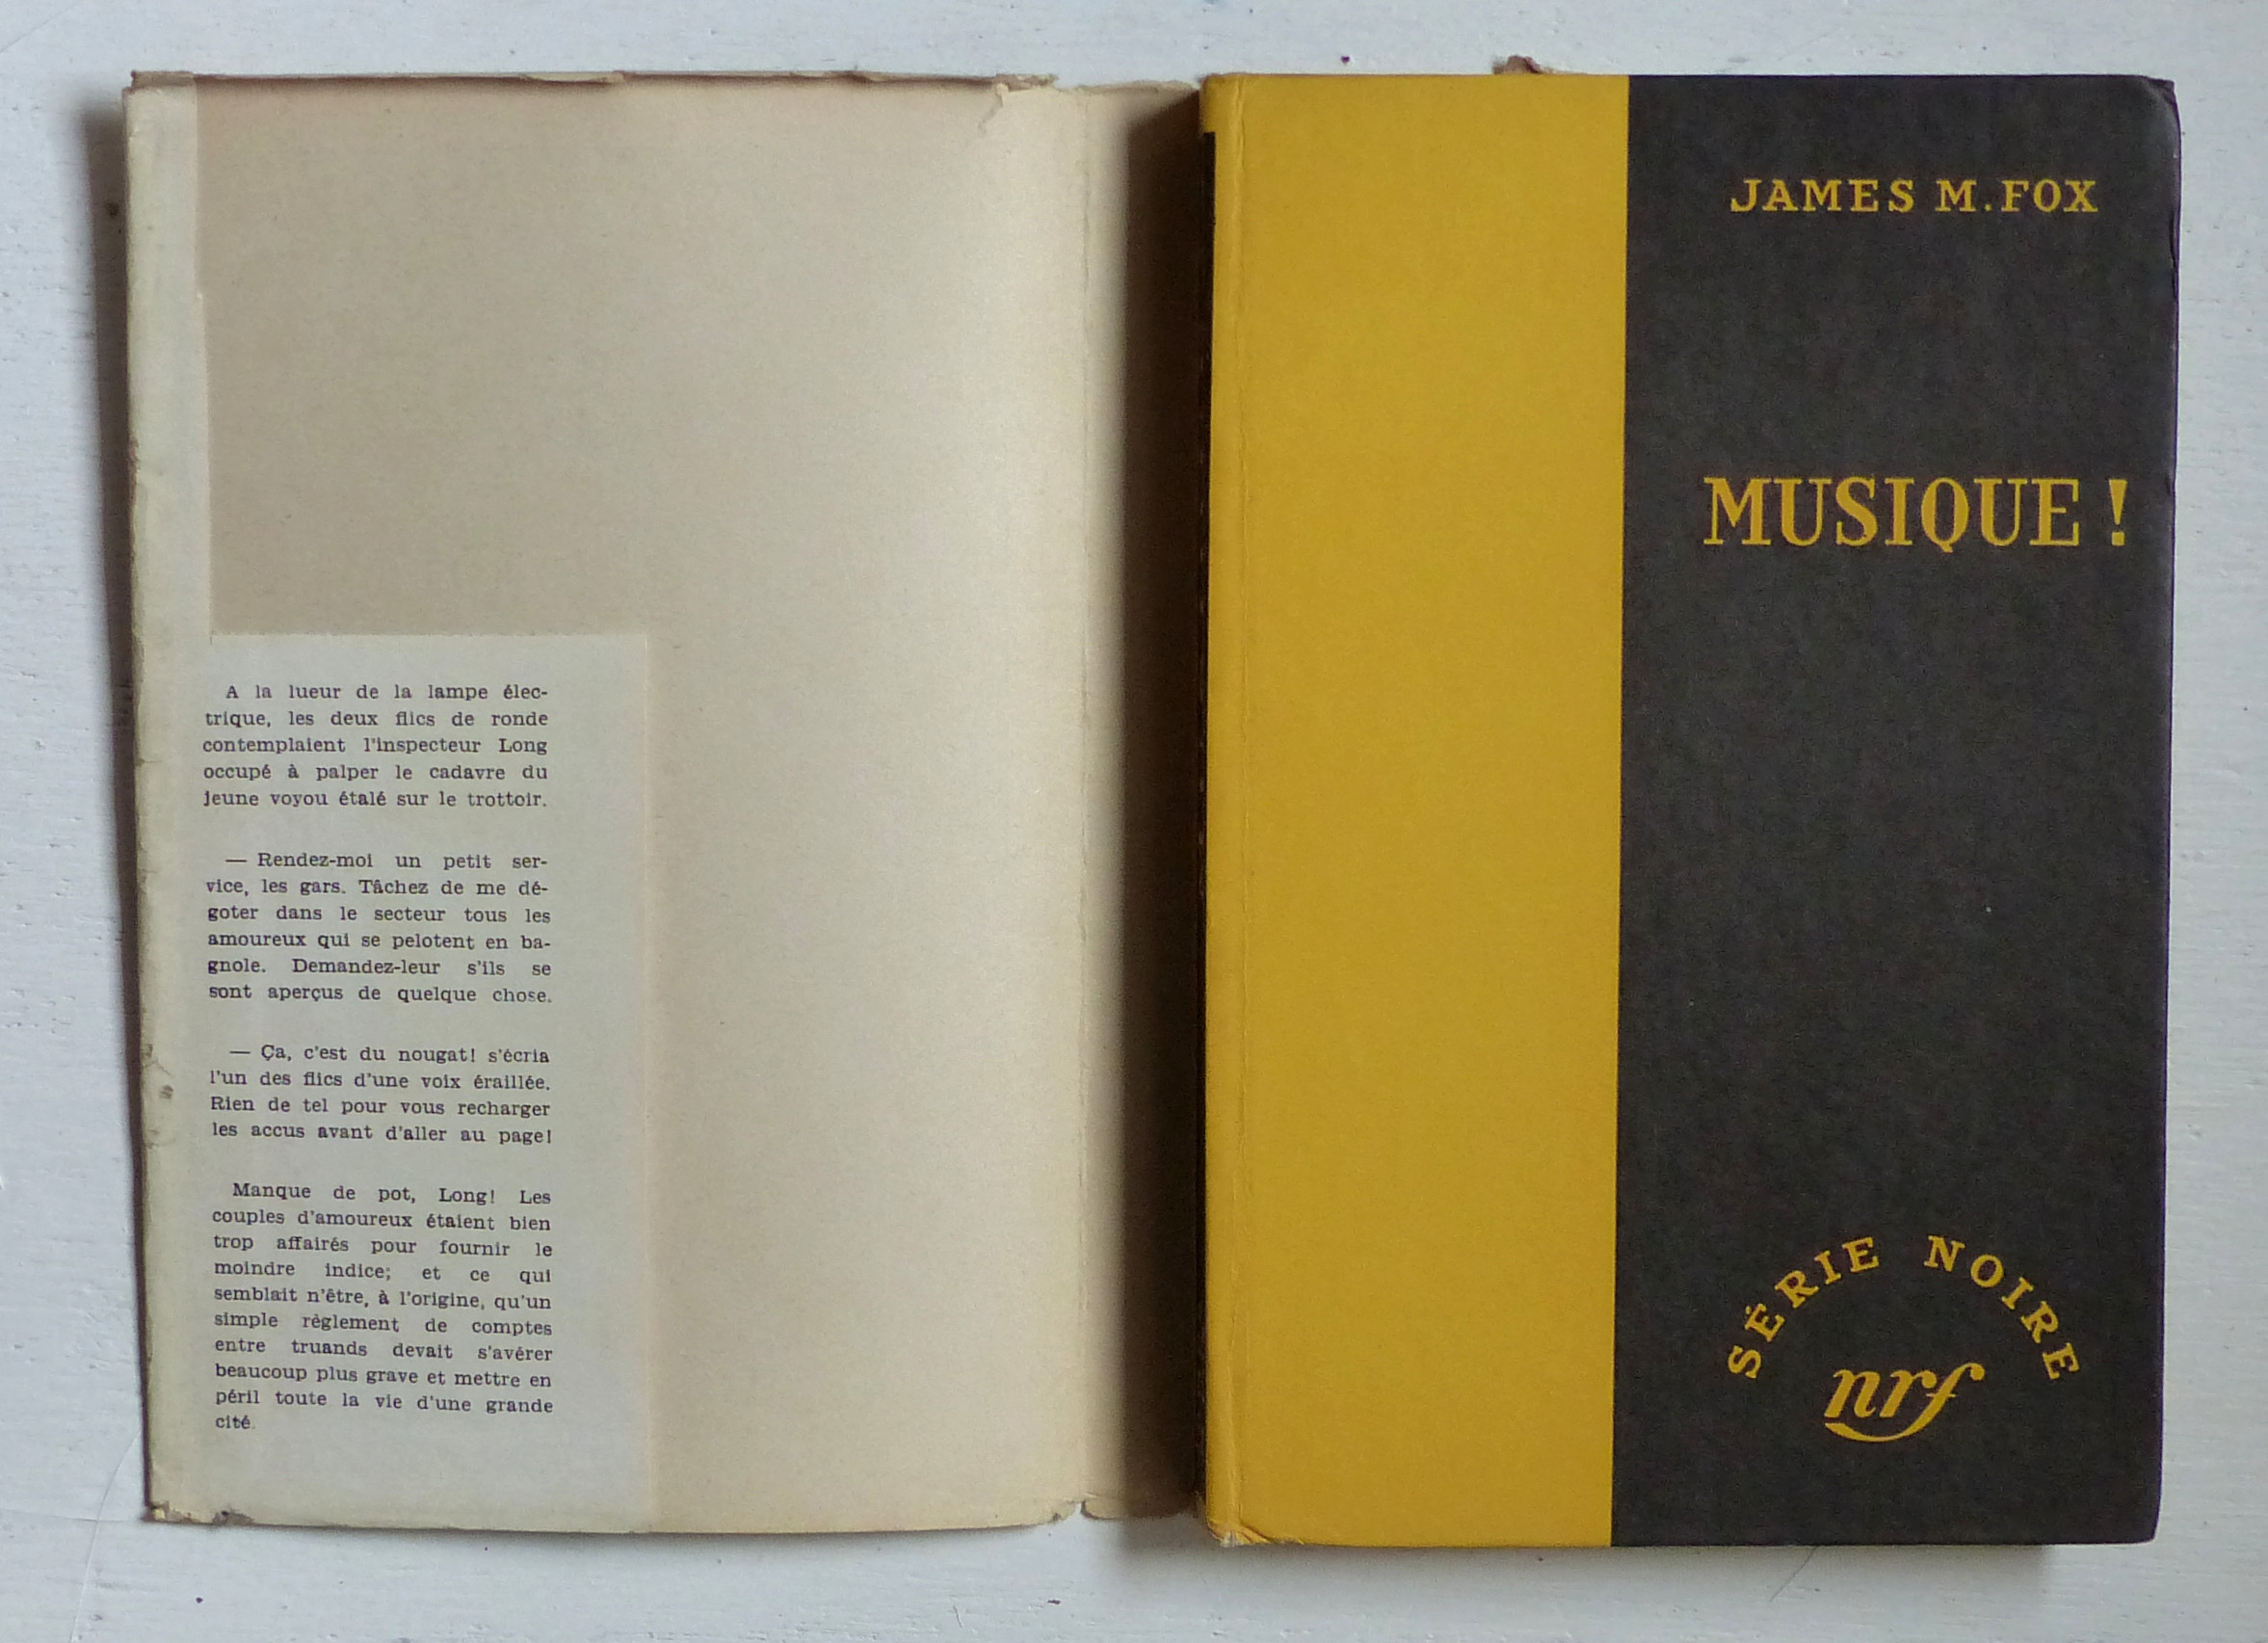 A la lueur de la lampe élec-
trique, les deux flics de ronde
contemplaient l'inspecteur Long
occupé à palper le cadavre du
jeune voyou étalé sur le trottoir.
— Rendez-moi un petit ser-
vice, les gars. Tâchez de me dé-
goter dans le secteur tous les
amoureux qui se pelotent en ba-
gnole. Demandez-leur s'ils se
sont aperçus de quelque chose.
— Ça, c'est du nougat! s'écria
l'un des flics d'une voix éraillée.
Rien de tel pour vous recharger
les accus avant d'aller au page!
Manque de pot, Long! Les
couples d'amoureux étaient bien
trop affairés pour fournir le
moindre indice; et ce qui
semblait n'être, à l'origine, qu'un
simple règlement de comptes
entre truands devait s'avérer
beaucoup plus grave et mettre en
péril toute la vie d'une grande
cité.
JAMES M. FOX
MUSIQUE !
SÉRIE NOIRE
nrf